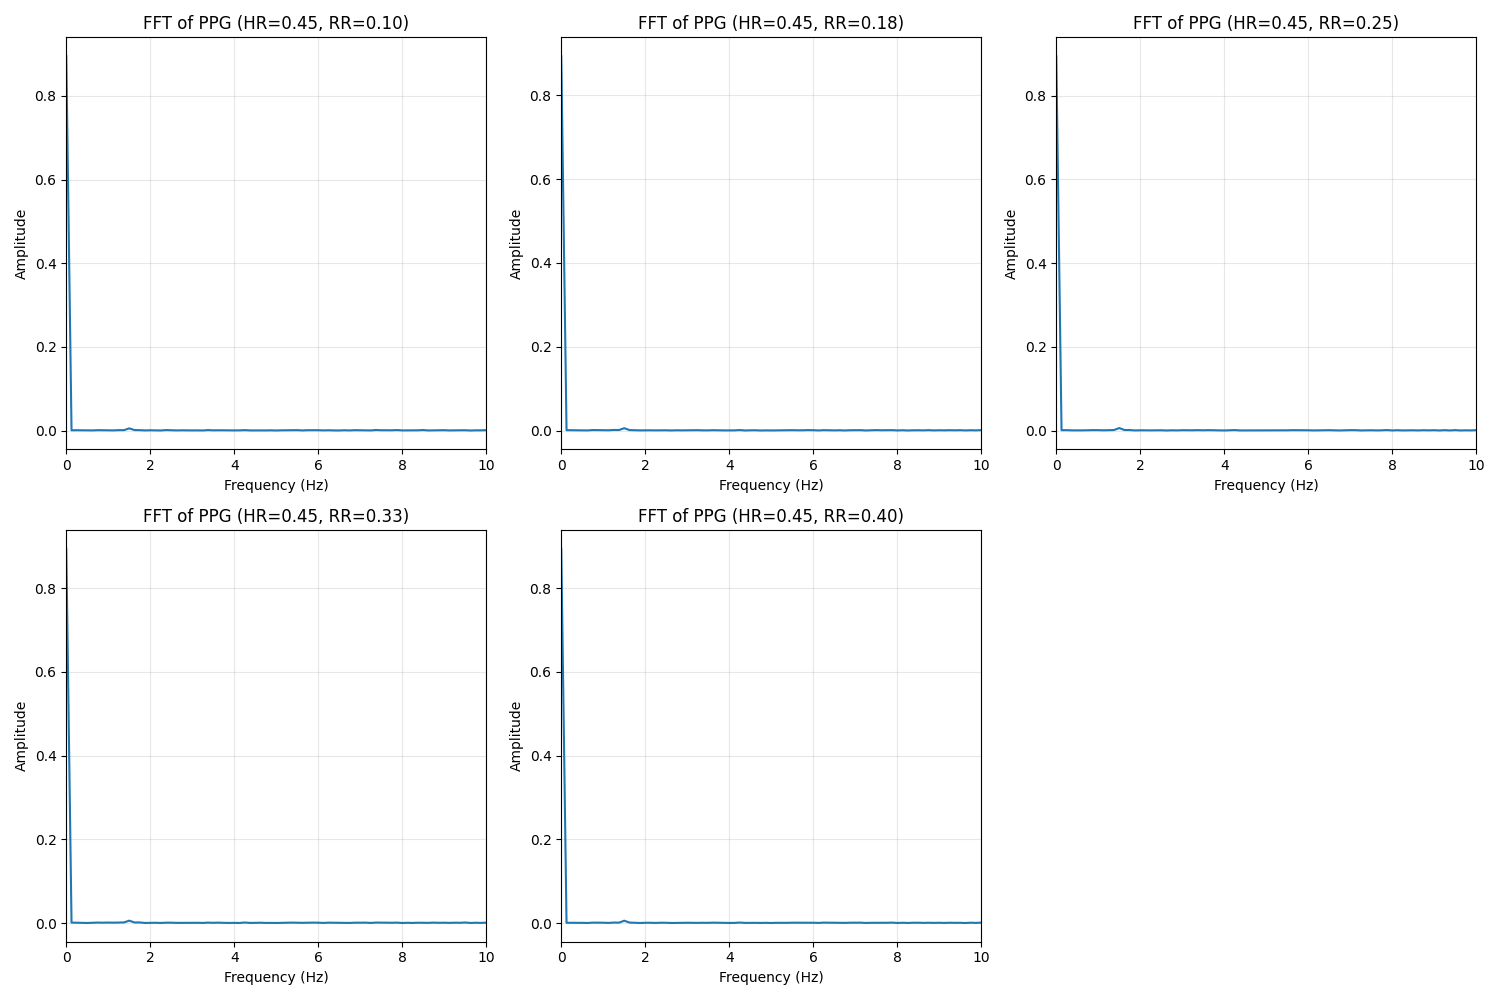 FFT of PPG (HR=0.45, RR=0.10)
Amplitude
0.8
0.6
0.4
0.2
0.0
0 2 4 6 8 10
Frequency (Hz)
FFT of PPG (HR=0.45, RR=0.18)
Amplitude
0.8
0.6
0.4
0.2
0.0
0 2 4 6 8 10
Frequency (Hz)
FFT of PPG (HR=0.45, RR=0.25)
Amplitude
0.8
0.6
0.4
0.2
0.0
0 2 4 6 8 10
Frequency (Hz)
FFT of PPG (HR=0.45, RR=0.33)
Amplitude
0.8
0.6
0.4
0.2
0.0
0 2 4 6 8 10
Frequency (Hz)
FFT of PPG (HR=0.45, RR=0.40)
Amplitude
0.8
0.6
0.4
0.2
0.0
0 2 4 6 8 10
Frequency (Hz)